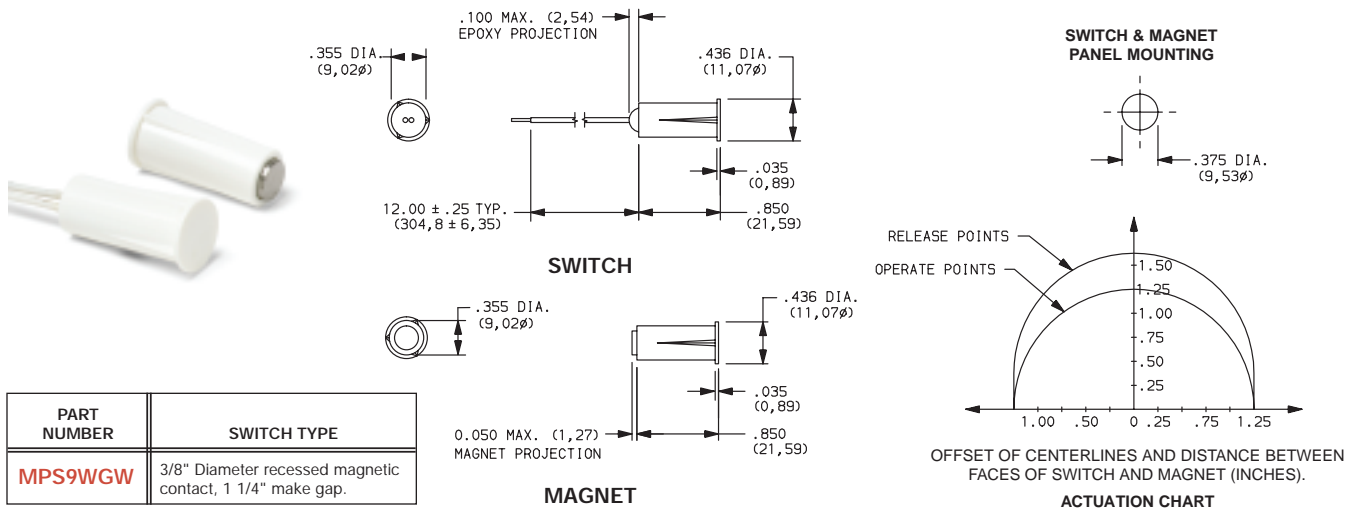 .100 MAX. (2,54)
EPOXY PROJECTION
.355 DIA.
(9,02ø)
.436 DIA.
(11,07ø)
.035
(0,89)
12.00 ± .25 TYP.
(304,8 ± 6,35)
.850
(21,59)
SWITCH
.355 DIA.
(9,02ø)
.436 DIA.
(11,07ø)
.035
(0,89)
0.050 MAX. (1,27)
MAGNET PROJECTION
.850
(21,59)
MAGNET
PART
NUMBER
SWITCH TYPE
MPS9WGW
3/8" Diameter recessed magnetic
contact, 1 1/4" make gap.
SWITCH & MAGNET
PANEL MOUNTING
.375 DIA.
(9,53ø)
RELEASE POINTS
OPERATE POINTS
1.50
1.25
1.00
.75
.50
.25
1.00 .50 0 .25 .75 1.25
OFFSET OF CENTERLINES AND DISTANCE BETWEEN
FACES OF SWITCH AND MAGNET (INCHES).
ACTUATION CHART